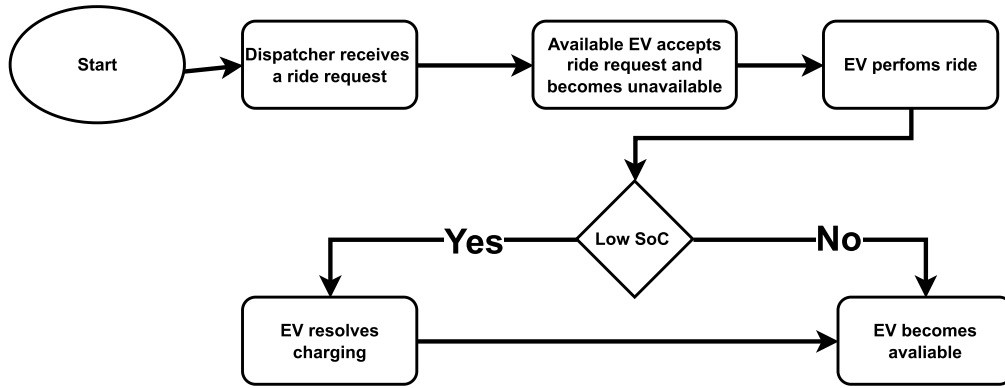 Start
Dispatcher receives
a ride request
Available EV accepts
ride request and
becomes unavailable
EV perfoms ride
Low SoC
Yes
No
EV resolves
charging
EV becomes
avaliable